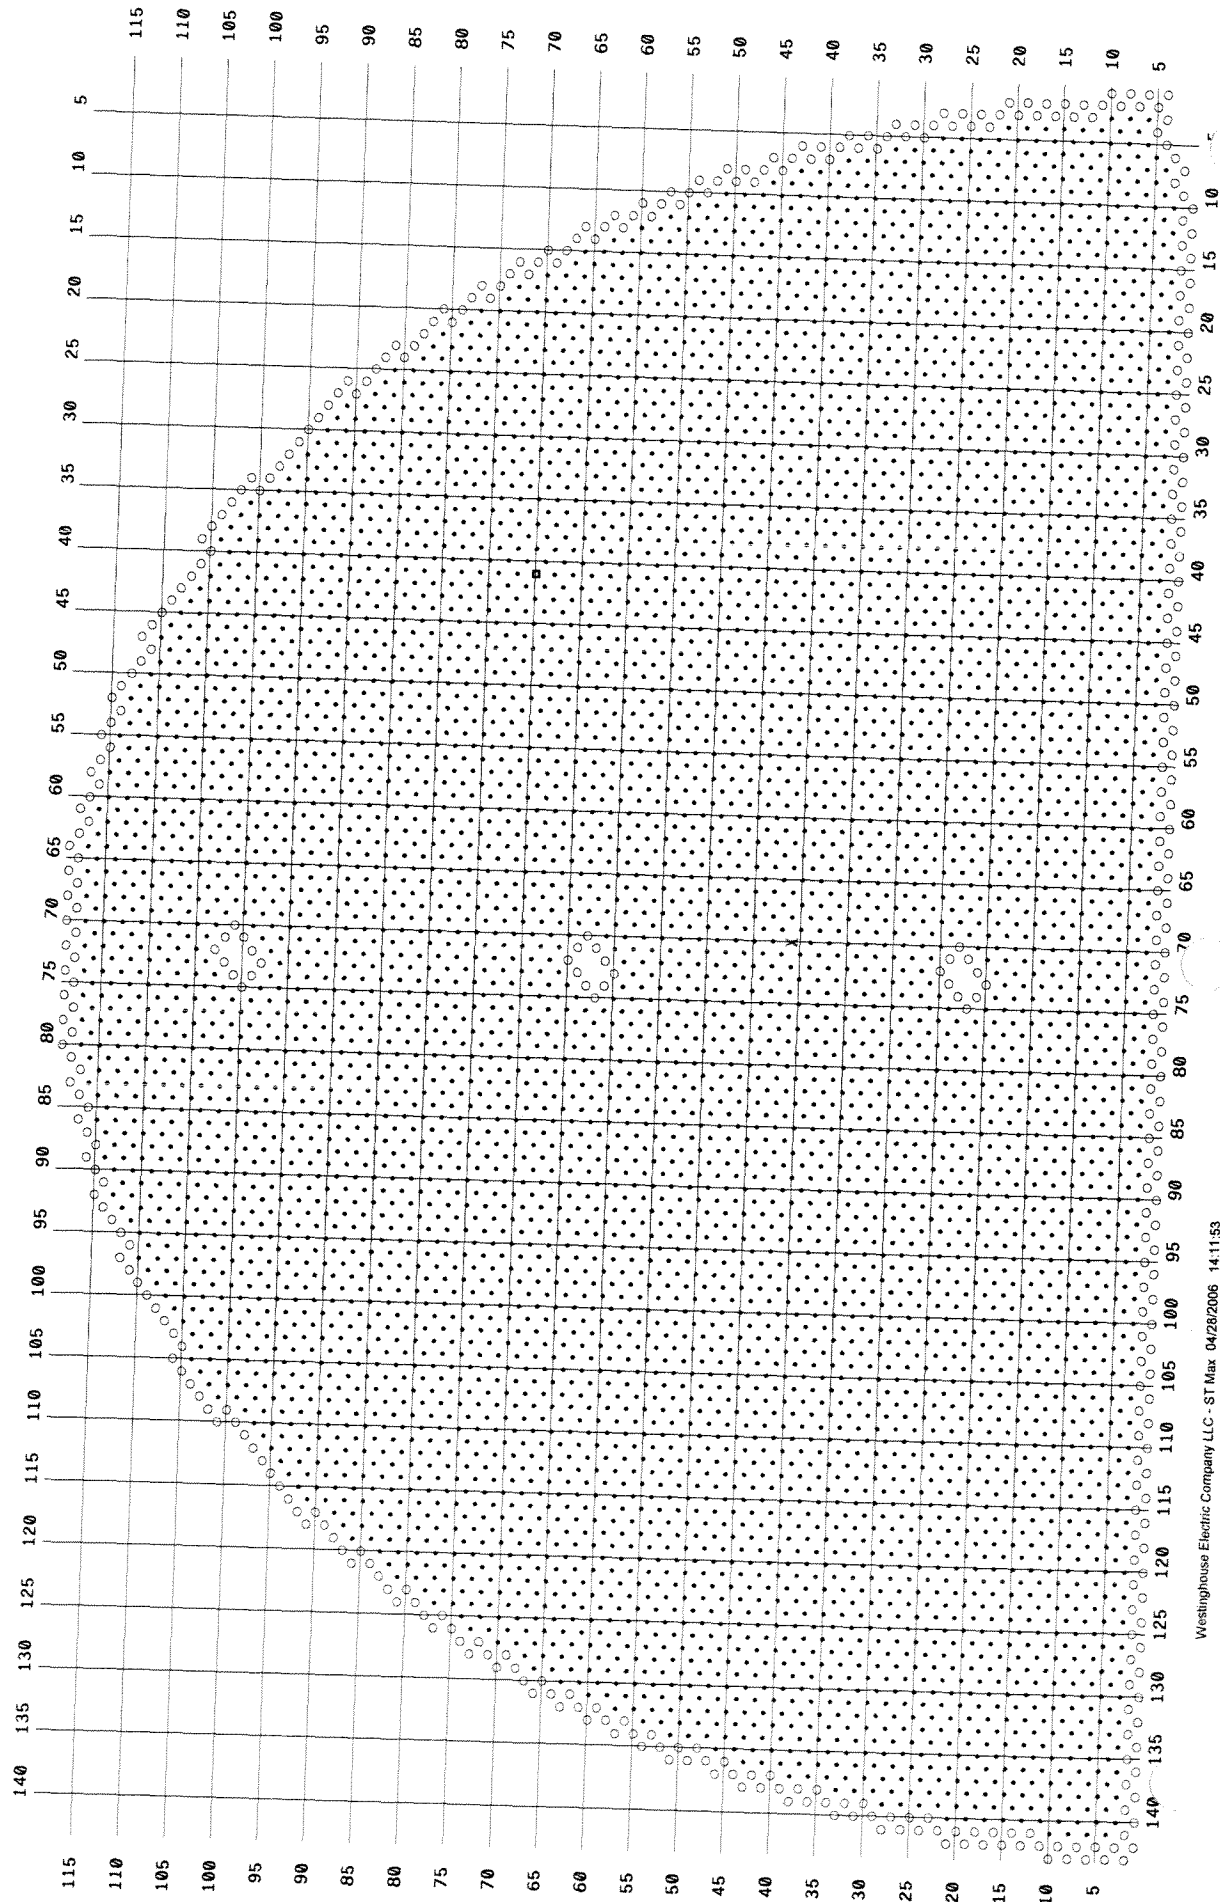 115 110 105 100 95 90 85 80 75 70 65 60 55 50 45 40 35 30 25 20 15 10 5
5 10 15 20 25 30 35 40 45 50 55 60 65 70 75 80 85 90 95 100 105 110 115 120 125 130 135 140
10 15 20 25 30 35 40 45 50 55 60 65 70 75 80 85 90 95 100 105 110 115 120 125 130 135 140
115 110 105 100 95 90 85 80 75 70 65 60 55 50 45 40 35 30 25 20 15 10 5
X
Westinghouse Electric Company LLC - ST Max 04/28/2006 14:11:53